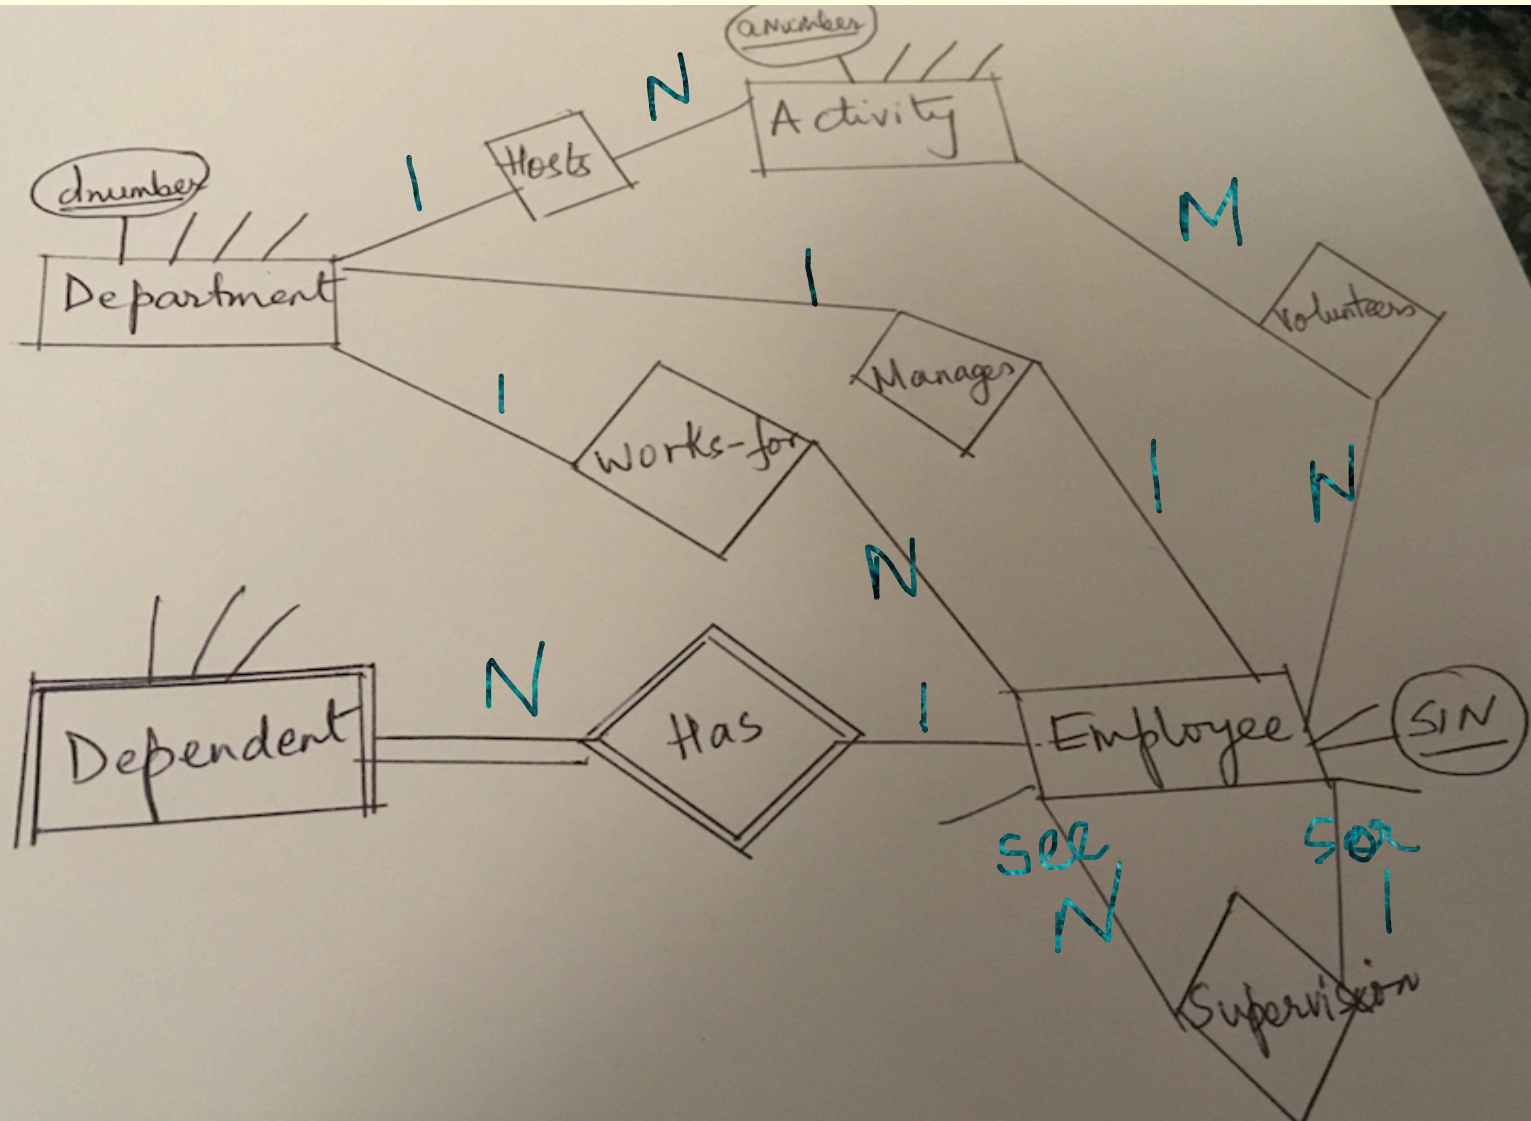 anumber
N
Activity
Hosts
1
dnumber
M
Department
1
Volunteers
Manages
1
Works-for
1
N
N
N
Has
1
Employee
SIN
Dependent
see
sor
N
1
Supervision